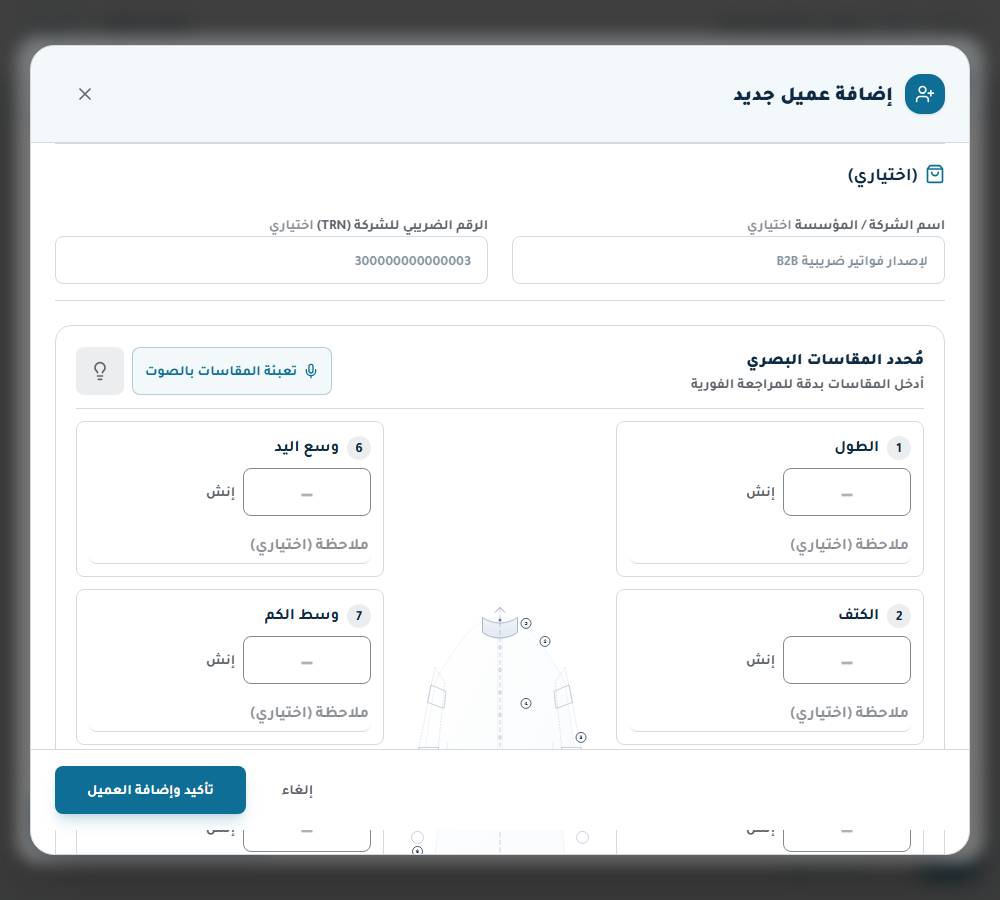 إضافة عميل جديد
(اختياري)
اسم الشركة / المؤسسة اختياري
لإصدار فواتير ضريبية B2B
الرقم الضريبي للشركة (TRN) اختياري
300000000000003
مُحدد المقاسات البصري
أدخل المقاسات بدقة للمراجعة الفورية
تعبئة المقاسات بالصوت
1 الطول
— إنش
ملاحظة (اختياري)
2 الكتف
— إنش
ملاحظة (اختياري)
6 وسع اليد
— إنش
ملاحظة (اختياري)
7 وسط الكم
— إنش
ملاحظة (اختياري)
إلغاء
تأكيد وإضافة العميل
— إنش
— إنش